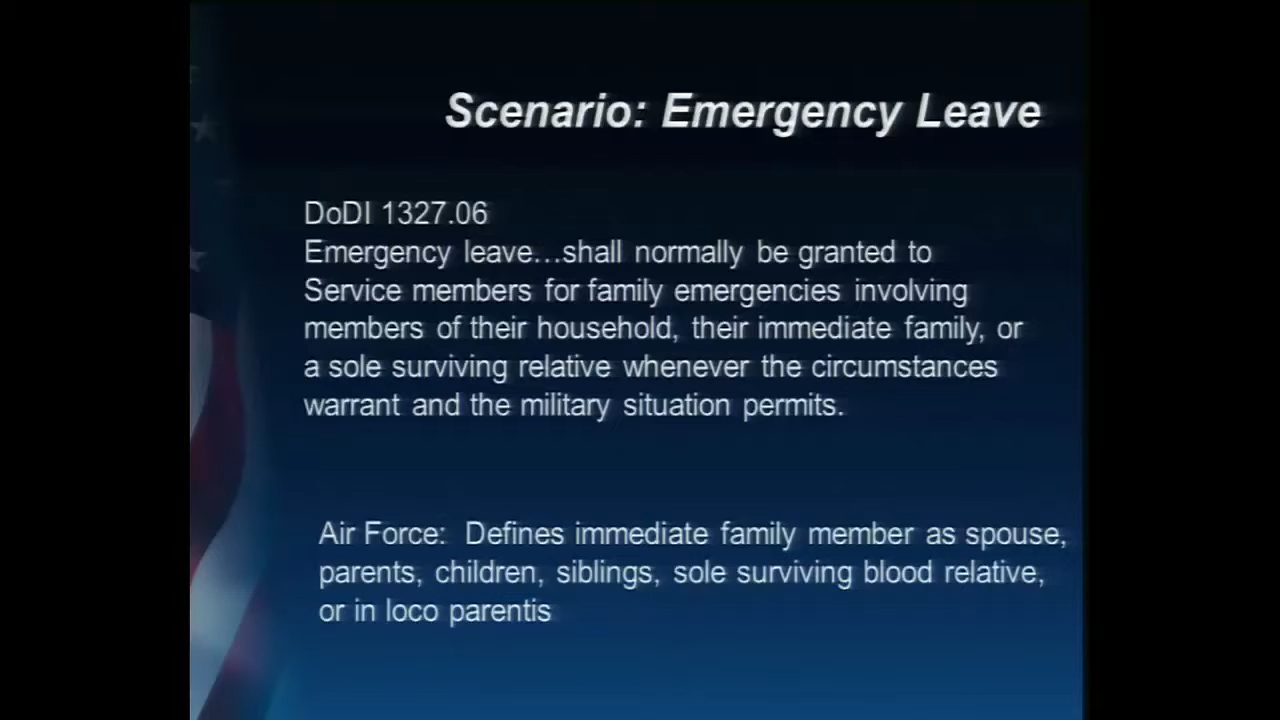 Scenario: Emergency Leave
DoDI 1327.06
Emergency leave...shall normally be granted to
Service members for family emergencies involving
members of their household, their immediate family, or
a sole surviving relative whenever the circumstances
warrant and the military situation permits.
Air Force: Defines immediate family member as spouse,
parents, children, siblings, sole surviving blood relative,
or in loco parentis